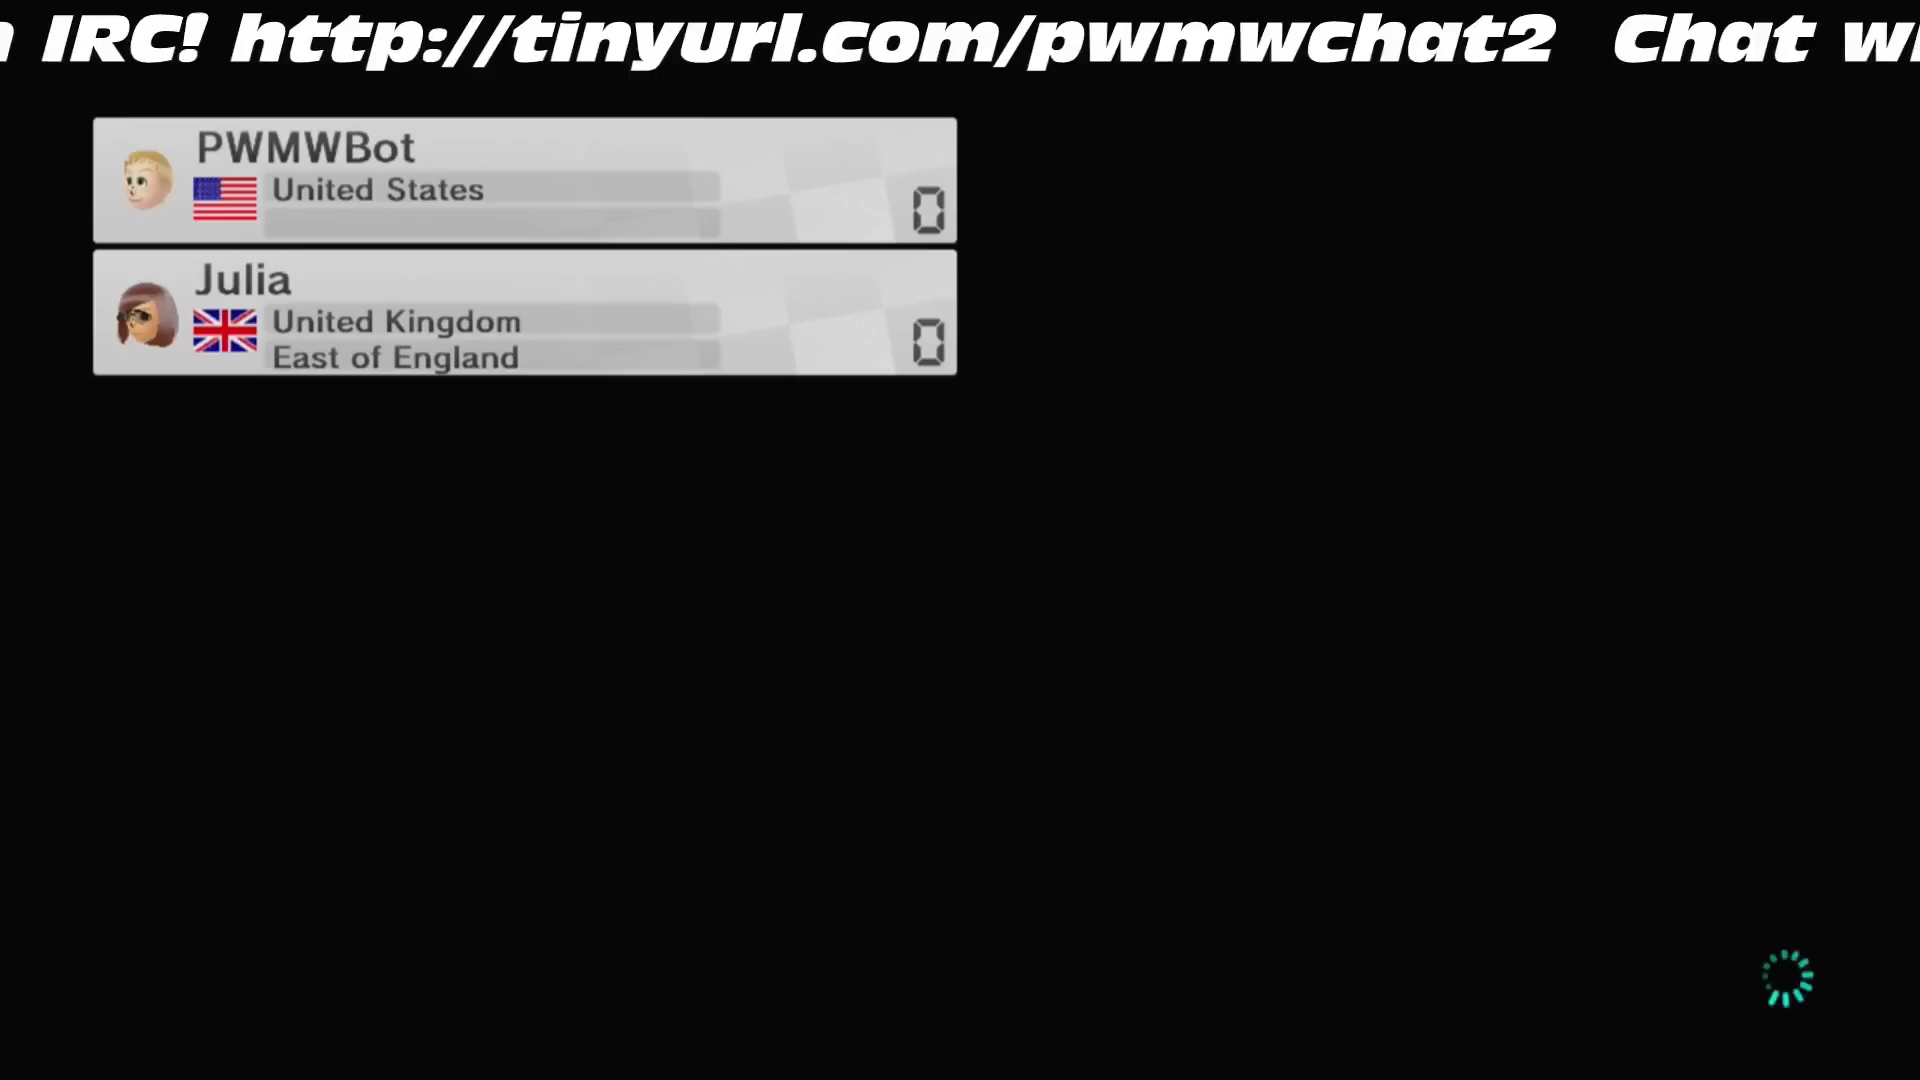 IRC! http://tinyurl.com/pwmwchat2 Chat
PWMWBot
United States
0
Julia
United Kingdom
East of England
0